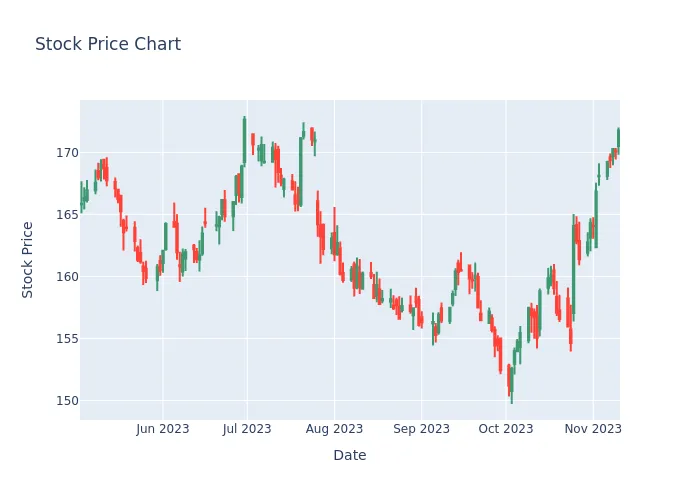 Stock Price Chart
Stock Price
170
165
160
155
150
Jun 2023
Jul 2023
Aug 2023
Sep 2023
Oct 2023
Nov 2023
Date